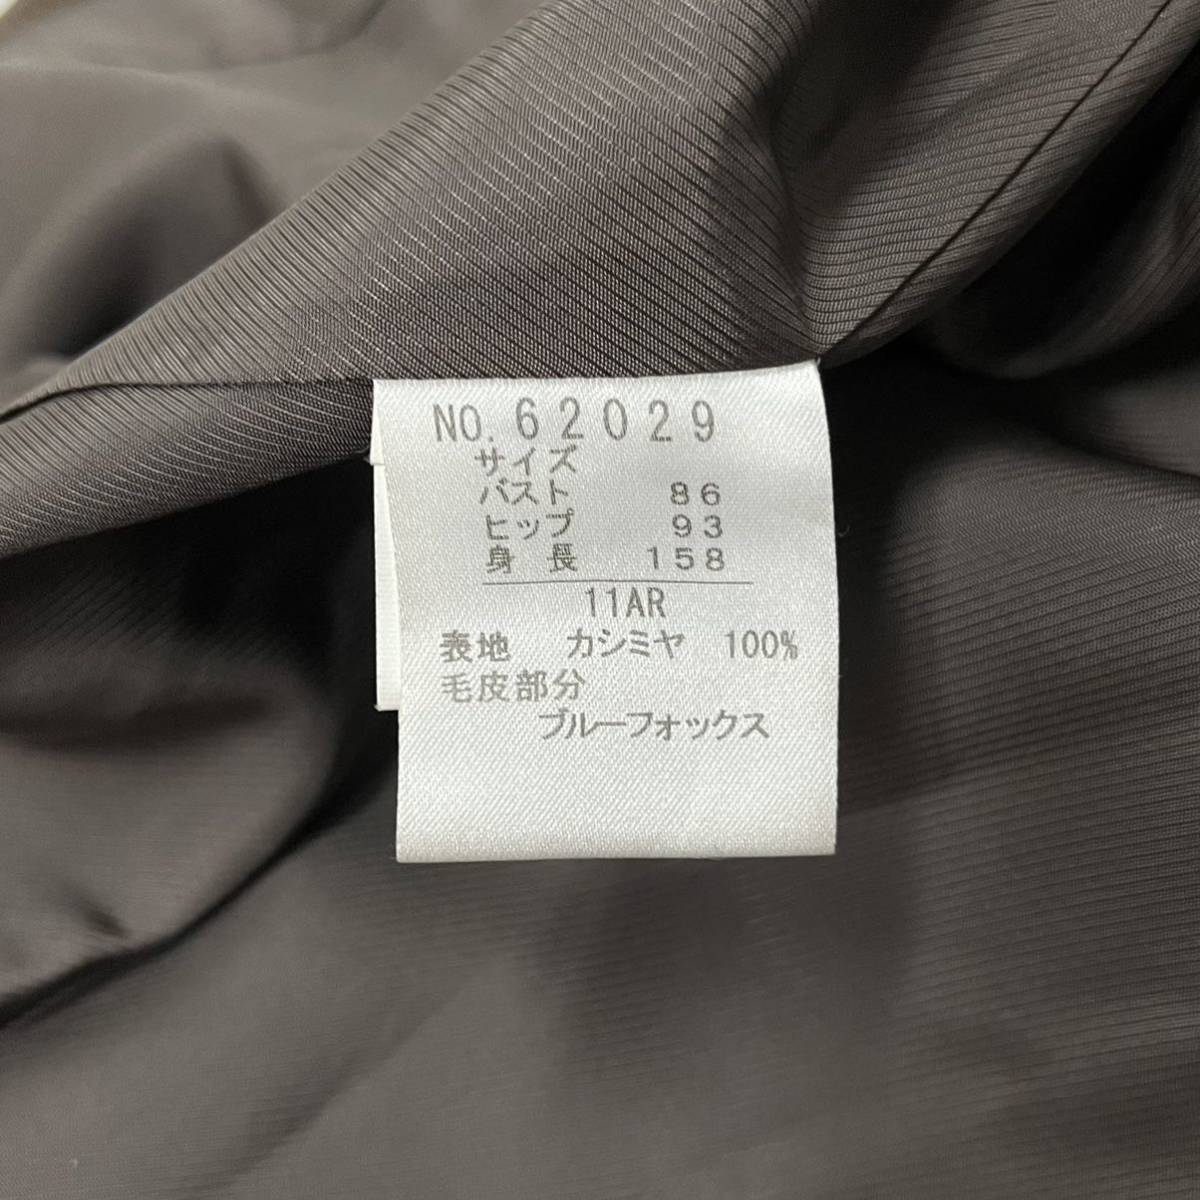 NO.62029
サイズ
バスト 86
ヒップ 93
身長 158
11AR
表地 カシミヤ 100%
毛皮部分
ブルーフォックス